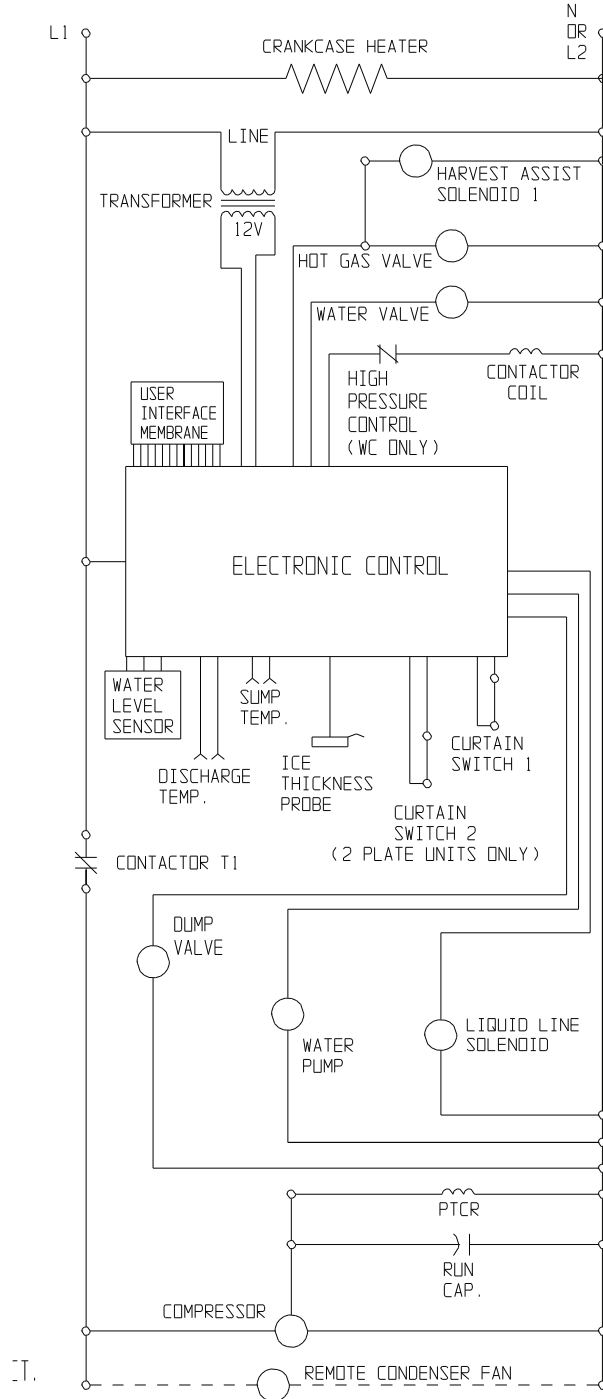 L1
N
OR
L2
CRANKCASE HEATER
LINE
TRANSFORMER
12V
HARVEST ASSIST
SOLENOID 1
HOT GAS VALVE
WATER VALVE
HIGH
PRESSURE
CONTROL
(WC ONLY)
CONTACTOR
COIL
USER
INTERFACE
MEMBRANE
ELECTRONIC CONTROL
WATER
LEVEL
SENSOR
SUMP
TEMP.
DISCHARGE
TEMP.
ICE
THICKNESS
PROBE
CURTAIN
SWITCH 1
CURTAIN
SWITCH 2
(2 PLATE UNITS ONLY)
CONTACTOR T1
DUMP
VALVE
WATER
PUMP
LIQUID LINE
SOLENOID
PTCR
RUN
CAP.
COMPRESSOR
REMOTE CONDENSER FAN